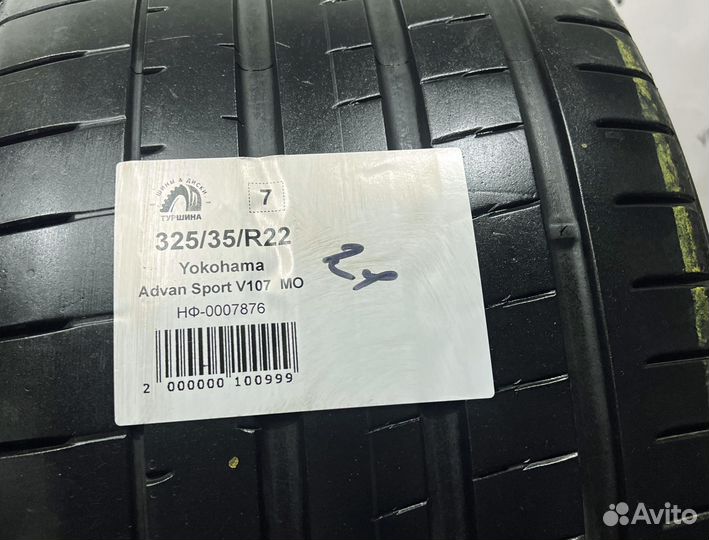 ШИНЫ & ДИСКИ
ТУРШИНА
7
325/35/R22
Yokohama
Advan Sport V107 MO
НФ-0007876
2 000000 100999
Avito